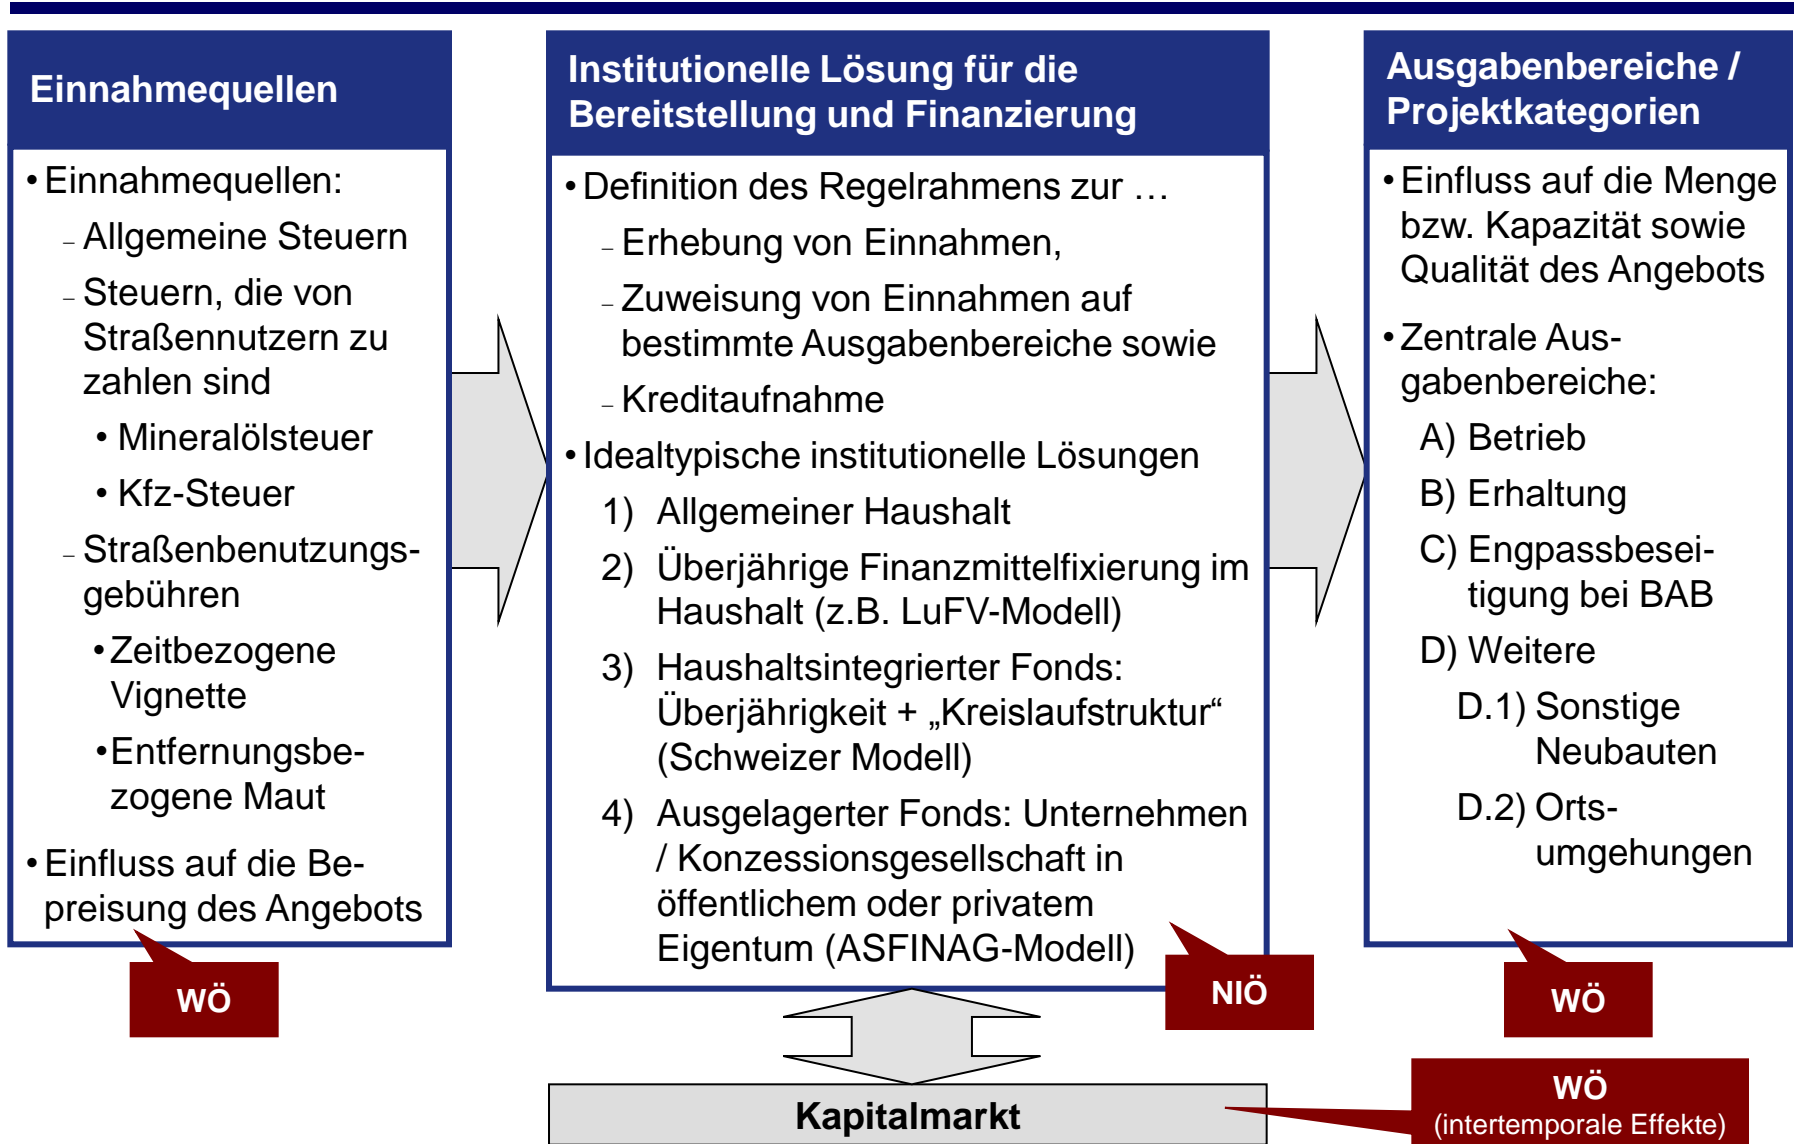 Einnahmequellen
• Einnahmequellen:
– Allgemeine Steuern
– Steuern, die von
Straßennutzern zu
zahlen sind
• Mineralölsteuer
• Kfz-Steuer
– Straßenbenutzungs-
gebühren
• Zeitbezogene
Vignette
• Entfernungsbe-
zogene Maut
• Einfluss auf die Be-
preisung des Angebots
WÖ
Institutionelle Lösung für die
Bereitstellung und Finanzierung
• Definition des Regelrahmens zur …
– Erhebung von Einnahmen,
– Zuweisung von Einnahmen auf
bestimmte Ausgabenbereiche sowie
– Kreditaufnahme
• Idealtypische institutionelle Lösungen
1) Allgemeiner Haushalt
2) Überjährige Finanzmittelfixierung im
Haushalt (z.B. LuFV-Modell)
3) Haushaltsintegrierter Fonds:
Überjährigkeit + „Kreislaufstruktur“
(Schweizer Modell)
4) Ausgelagerter Fonds: Unternehmen
/ Konzessionsgesellschaft in
öffentlichem oder privatem
Eigentum (ASFINAG-Modell)
NIÖ
Ausgabenbereiche /
Projektkategorien
• Einfluss auf die Menge
bzw. Kapazität sowie
Qualität des Angebots
• Zentrale Aus-
gabenbereiche:
A) Betrieb
B) Erhaltung
C) Engpassbesei-
tigung bei BAB
D) Weitere
D.1) Sonstige
Neubauten
D.2) Orts-
umgehungen
WÖ
Kapitalmarkt
WÖ
(intertemporale Effekte)